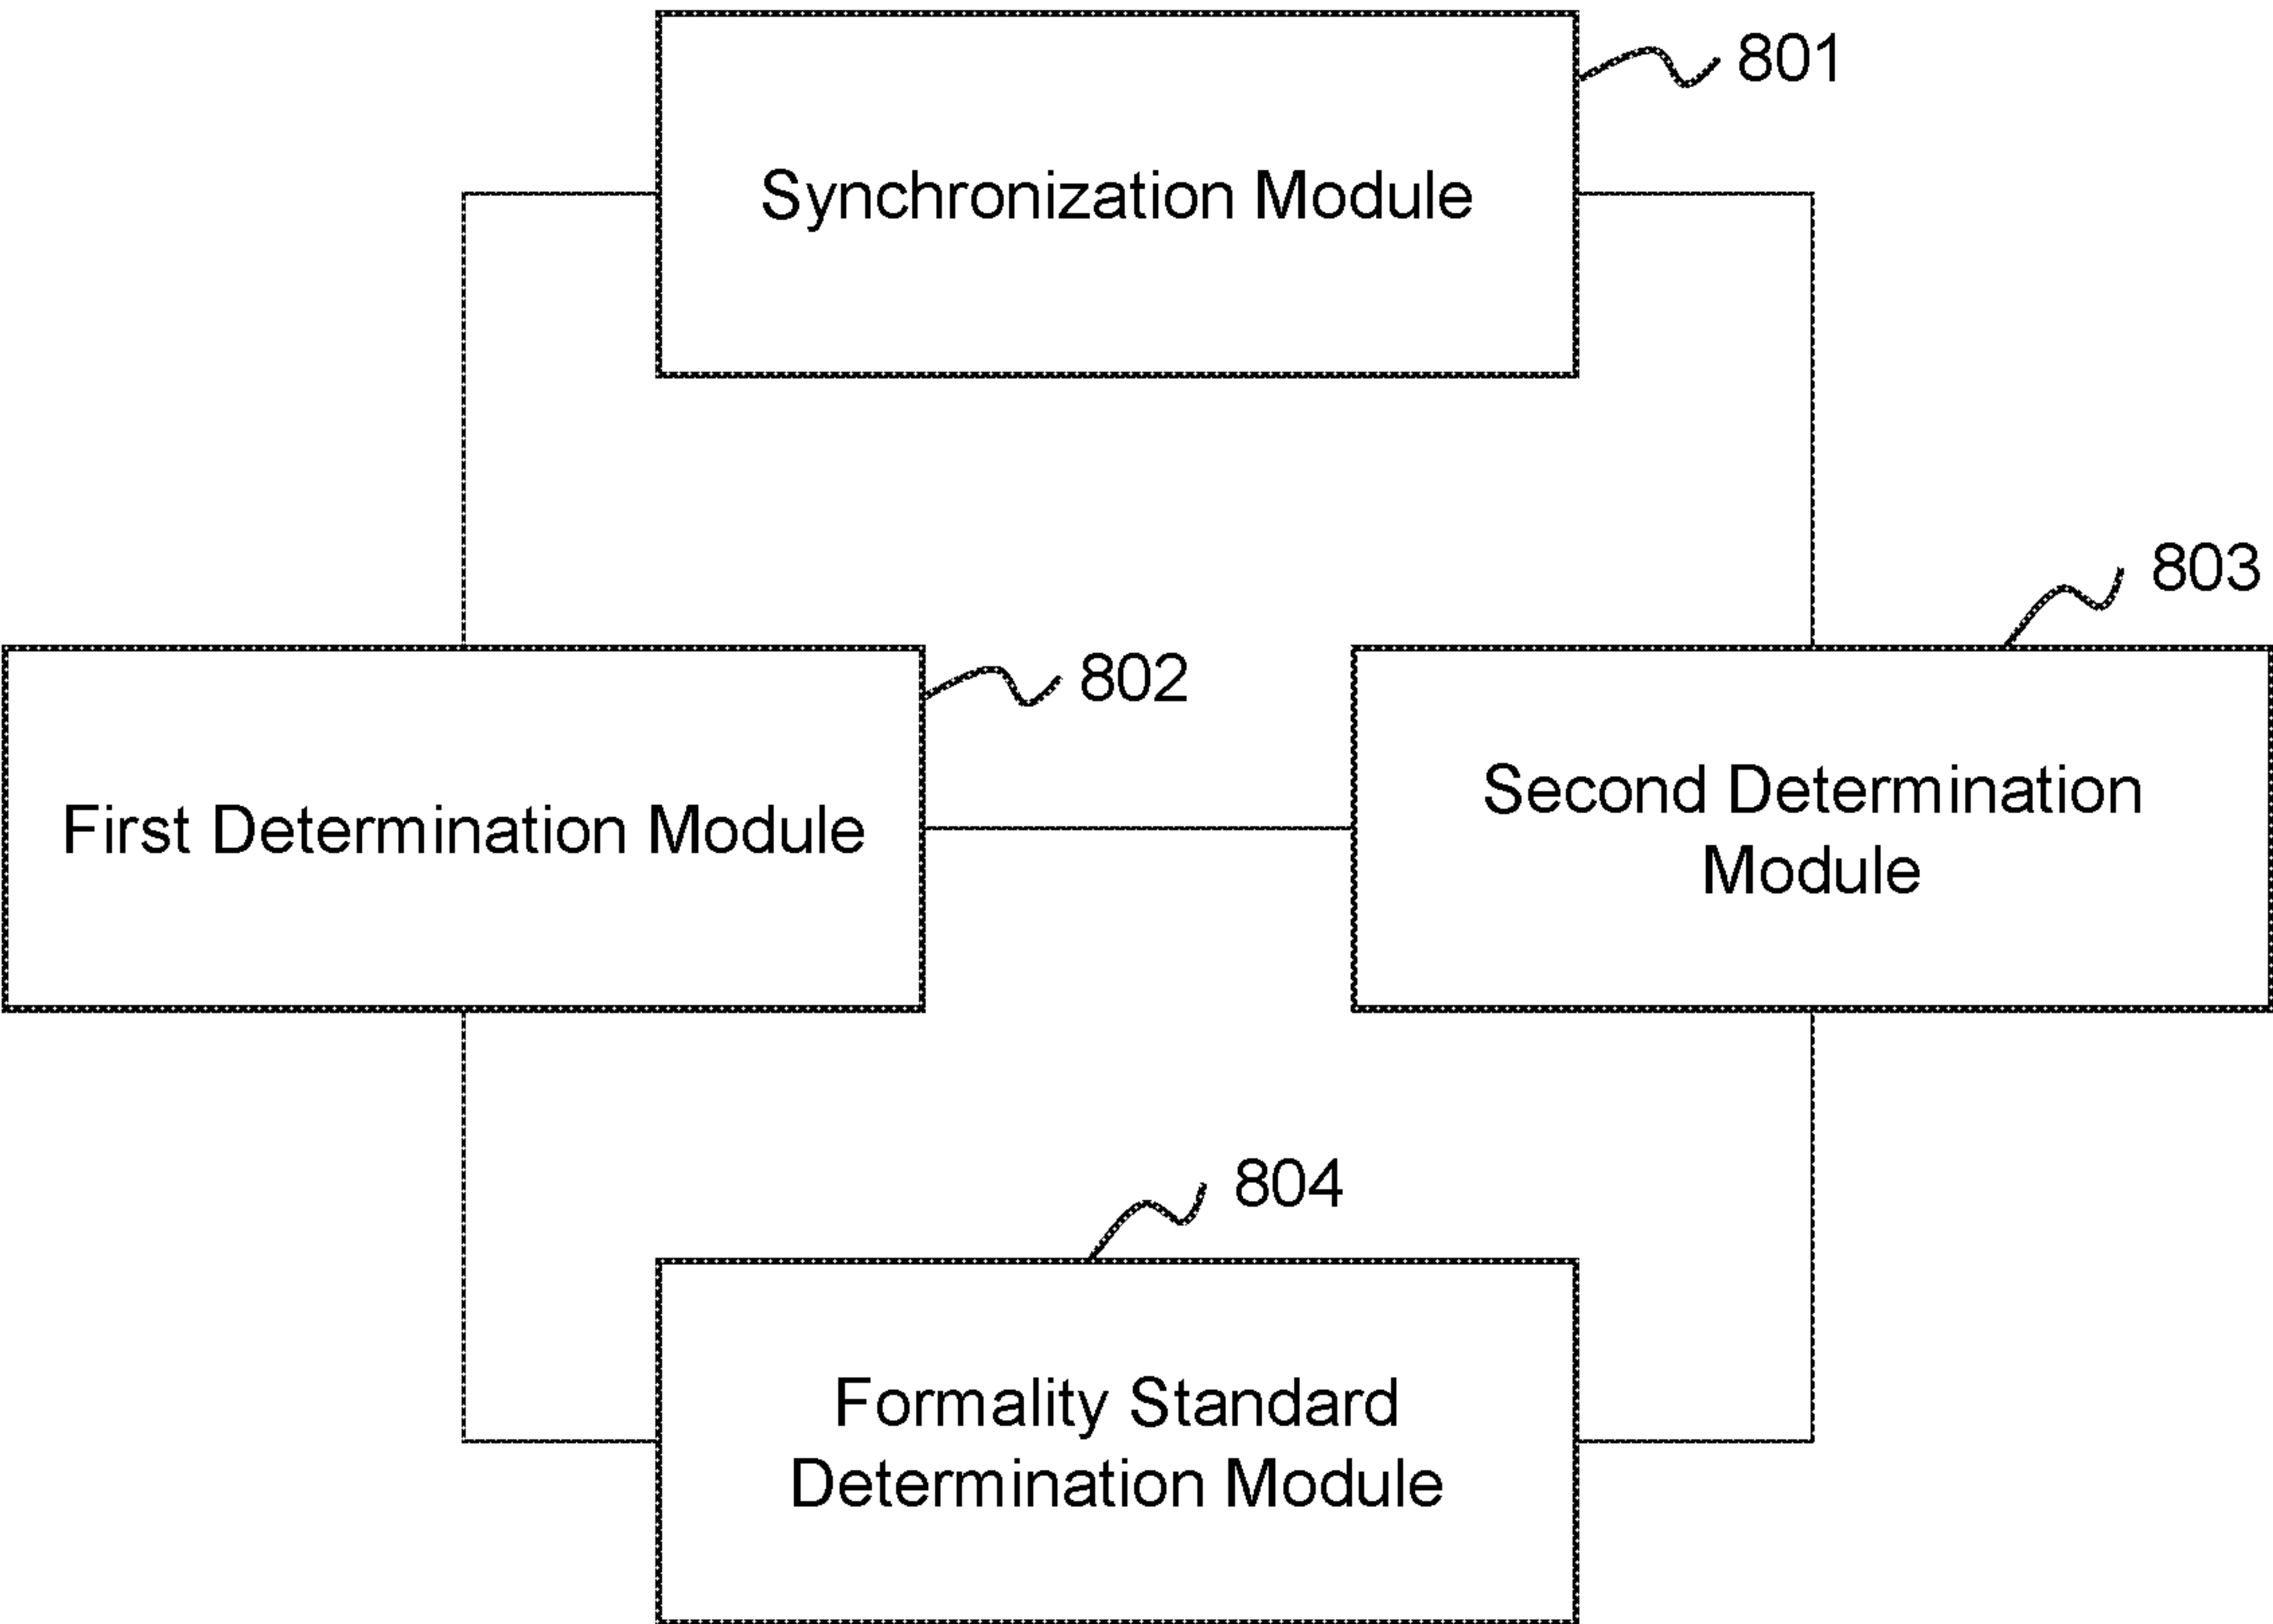 801
Synchronization Module
803
802
First Determination Module
Second Determination
Module
804
Formality Standard
Determination Module